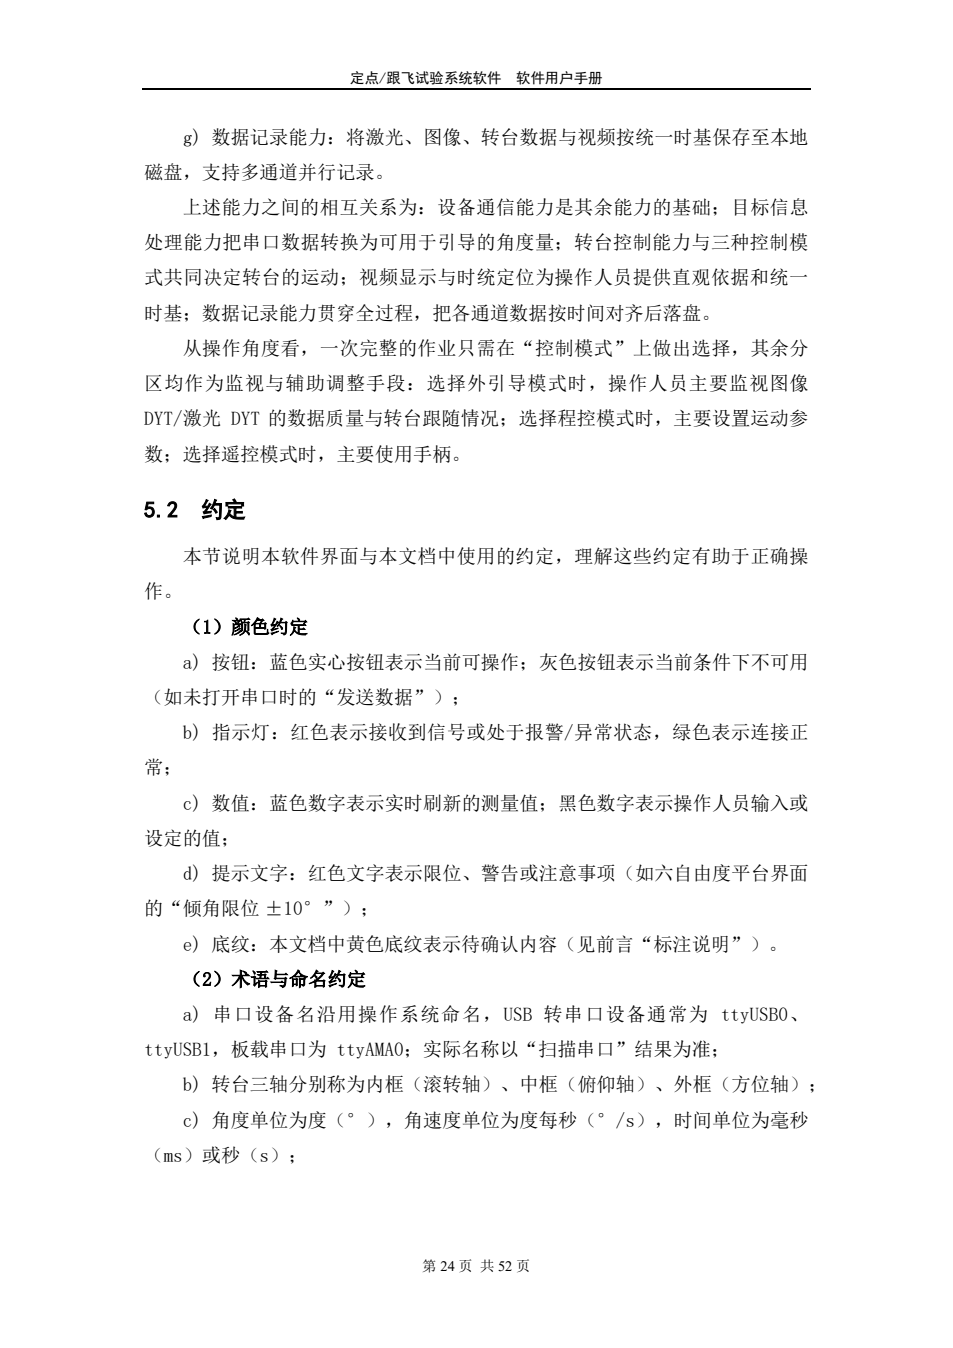 定点/跟飞试验系统软件　软件用户手册
g) 数据记录能力：将激光、图像、转台数据与视频按统一时基保存至本地
磁盘，支持多通道并行记录。
上述能力之间的相互关系为：设备通信能力是其余能力的基础；目标信息
处理能力把串口数据转换为可用于引导的角度量；转台控制能力与三种控制模
式共同决定转台的运动；视频显示与时统定位为操作人员提供直观依据和统一
时基；数据记录能力贯穿全过程，把各通道数据按时间对齐后落盘。
从操作角度看，一次完整的作业只需在“控制模式”上做出选择，其余分
区均作为监视与辅助调整手段：选择外引导模式时，操作人员主要监视图像
DYT/激光 DYT 的数据质量与转台跟随情况；选择程控模式时，主要设置运动参
数；选择遥控模式时，主要使用手柄。
5.2　约定
本节说明本软件界面与本文档中使用的约定，理解这些约定有助于正确操
作。
（1）颜色约定
a) 按钮：蓝色实心按钮表示当前可操作；灰色按钮表示当前条件下不可用
（如未打开串口时的“发送数据”）；
b) 指示灯：红色表示接收到信号或处于报警/异常状态，绿色表示连接正
常；
c) 数值：蓝色数字表示实时刷新的测量值；黑色数字表示操作人员输入或
设定的值；
d) 提示文字：红色文字表示限位、警告或注意事项（如六自由度平台界面
的“倾角限位 ±10°”）；
e) 底纹：本文档中黄色底纹表示待确认内容（见前言“标注说明”）。
（2）术语与命名约定
a) 串口设备名沿用操作系统命名，USB 转串口设备通常为 ttyUSB0、
ttyUSB1，板载串口为 ttyAMA0；实际名称以“扫描串口”结果为准；
b) 转台三轴分别称为内框（滚转轴）、中框（俯仰轴）、外框（方位轴）；
c) 角度单位为度（°），角速度单位为度每秒（°/s），时间单位为毫秒
（ms）或秒（s）；
第 24 页 共 52 页